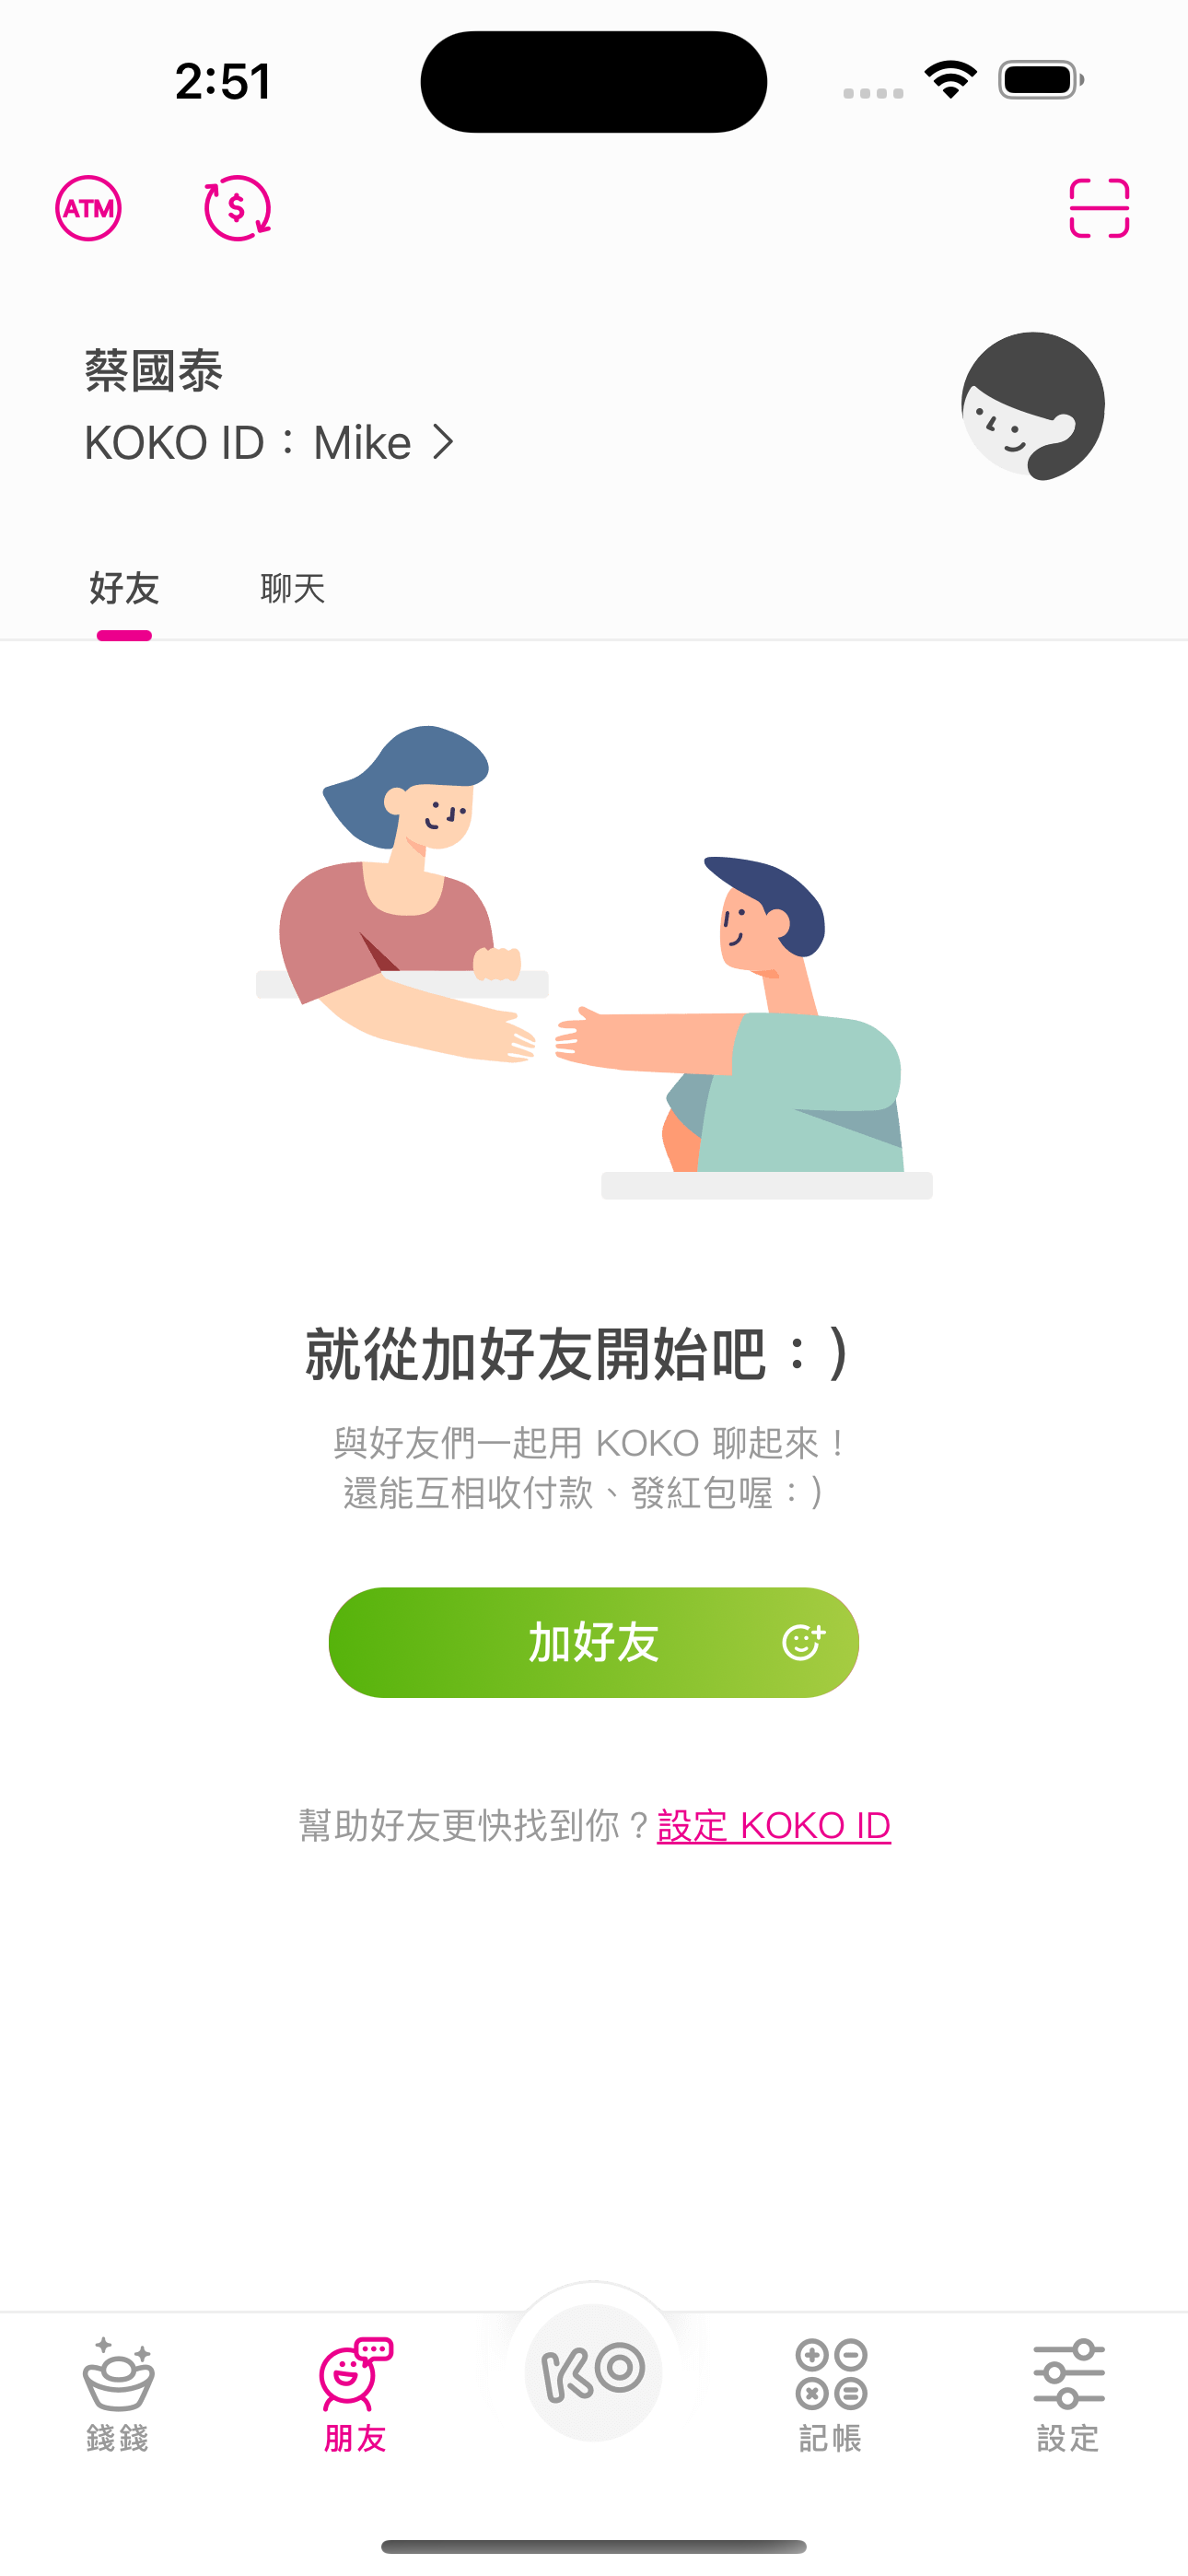 2:51
ATM
$
蔡國泰
KOKO ID：Mike
好友
聊天
就從加好友開始吧：)
與好友們一起用 KOKO 聊起來！
還能互相收付款、發紅包喔：)
加好友
幫助好友更快找到你？設定 KOKO ID
KO
錢錢
朋友
記帳
設定